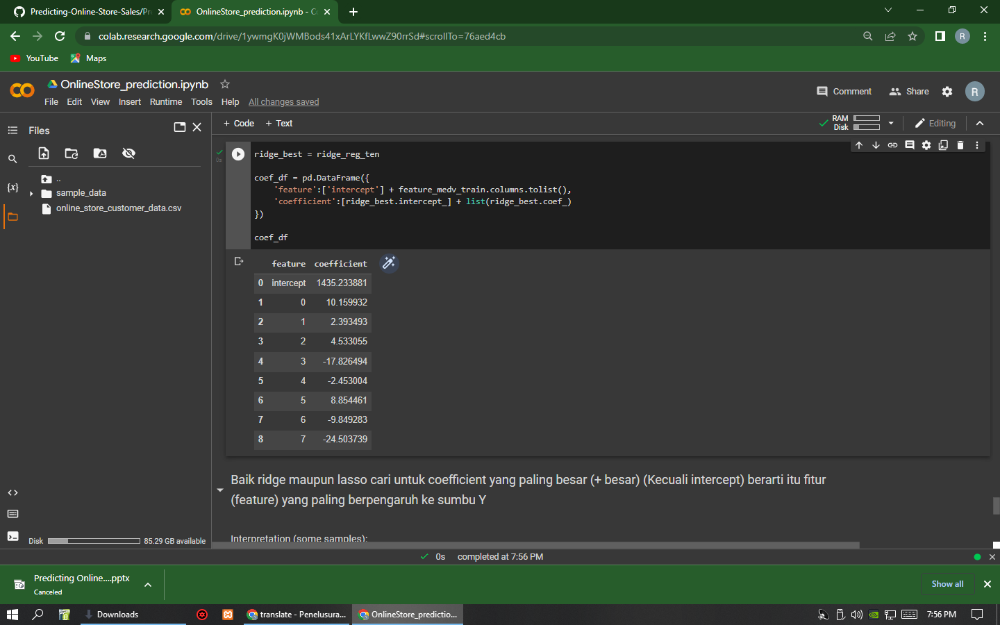 Predicting-Online-Store-Sales/Pr
OnlineStore_prediction.ipynb - Co
colab.research.google.com/drive/1ywmgK0jWMBods41xArLYKfLwwZ90rrSd#scrollTo=76aed4cb
R
YouTube
Maps
OnlineStore_prediction.ipynb
File Edit View Insert Runtime Tools Help All changes saved
Comment
Share
R
Files
+ Code + Text
RAM
Disk
Editing
..
sample_data
online_store_customer_data.csv
{x}
0s
ridge_best = ridge_reg_ten
coef_df = pd.DataFrame({
'feature':['intercept'] + feature_medv_train.columns.tolist(),
'coefficient':[ridge_best.intercept_] + list(ridge_best.coef_)
})
coef_df
feature coefficient
0 intercept 1435.233881
1 0 10.159932
2 1 2.393493
3 2 4.533055
4 3 -17.826494
5 4 -2.453004
6 5 8.854461
7 6 -9.849283
8 7 -24.503739
Baik ridge maupun lasso cari untuk coefficient yang paling besar (+ besar) (Kecuali intercept) berarti itu fitur
(feature) yang paling berpengaruh ke sumbu Y
Interpretation (some samples):
Disk 85.29 GB available
0s completed at 7:56 PM
Predicting Online....pptx
Canceled
Show all
Downloads
translate - Penelusura...
OnlineStore_predictio...
7:56 PM